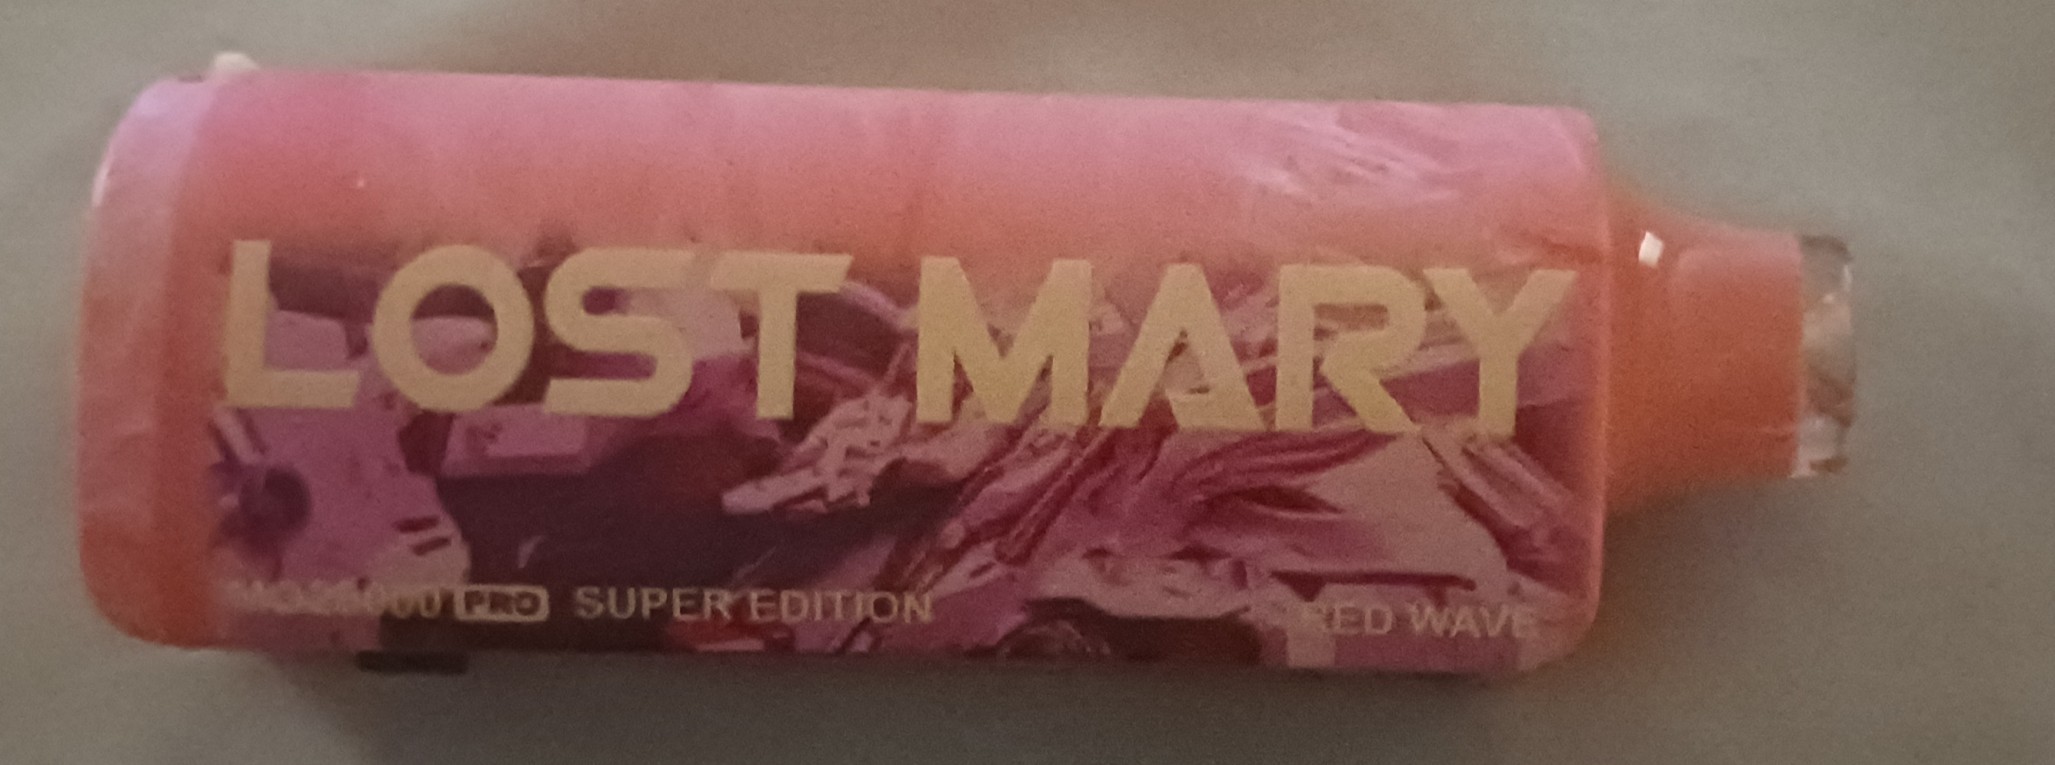 LOST MARY
PRO SUPER EDITION
RED WAVE